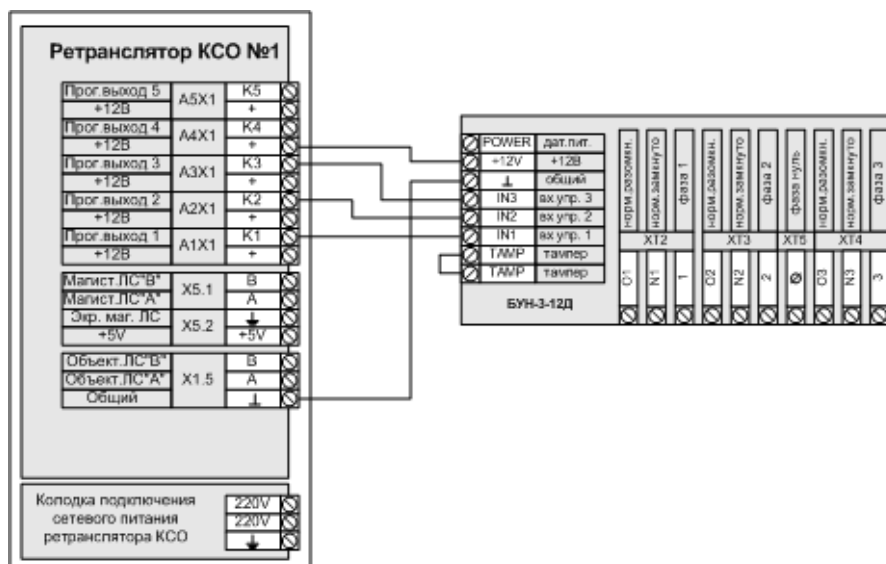 Ретранслятор КСО №1
Прог.выход 5 A5X1 K5
+12В +
Прог.выход 4 A4X1 K4
+12В +
Прог.выход 3 A3X1 K3
+12В +
Прог.выход 2 A2X1 K2
+12В +
Прог.выход 1 A1X1 K1
+12В +
Магист.ЛС"В" X5.1 В
Магист.ЛС"А" А
Экр. маг. ЛС X5.2
+5V +5V
Объект.ЛС"В" X1.5 В
Объект.ЛС"А" А
Общий
Колодка подключения
сетевого питания
ретранслятора КСО
220V
220V
POWER дат.пит.
+12V +12В
общий
IN3 вх.упр. 3
IN2 вх.упр. 2
IN1 вх.упр. 1
TAMP тампер
TAMP тампер
БУН-3-12Д
норм.разомкн.
норм.замкнуто
фаза 1
норм.разомкн.
норм.замкнуто
фаза 2
фаза нуль
норм.разомкн.
норм.замкнуто
фаза 3
XT2 XT3 XT5 XT4
O1 N1 1 O2 N2 2 O3 N3 3